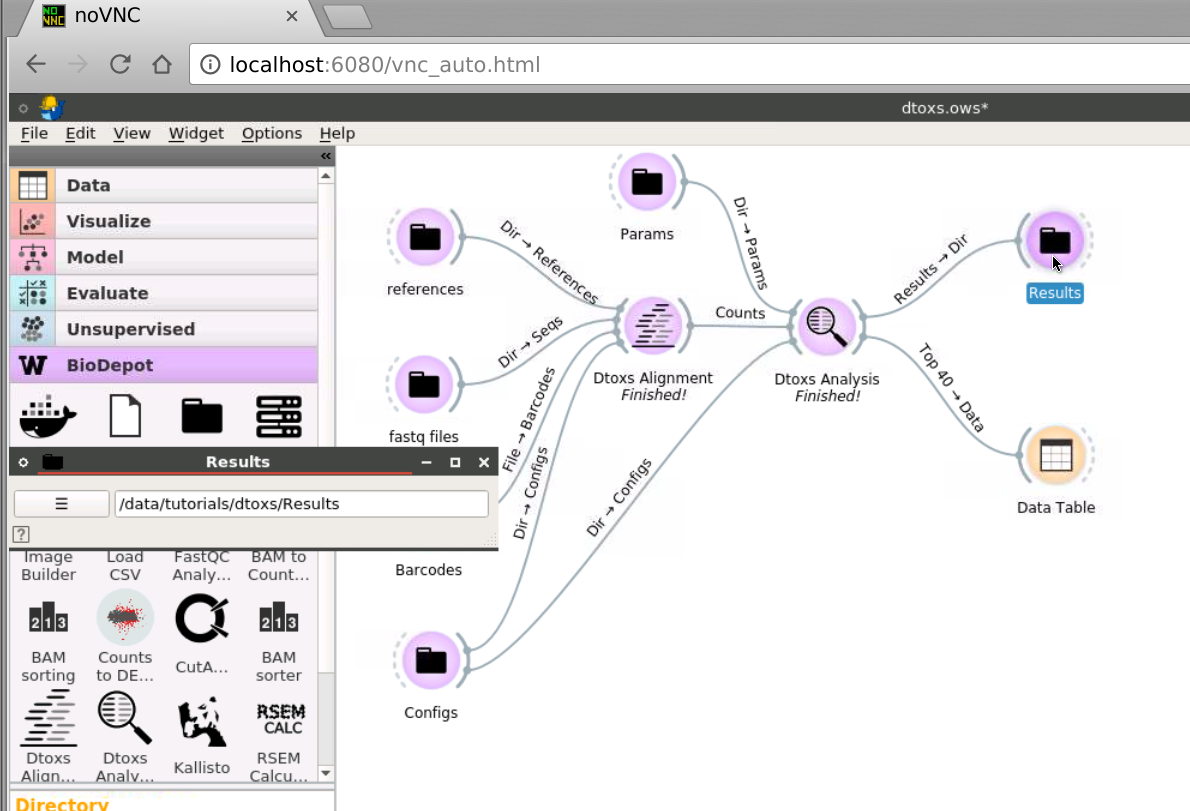 NO
VNC
noVNC
localhost:6080/vnc_auto.html
dtoxs.ows*
File Edit View Widget Options Help
Data
Visualize
Model
Evaluate
Unsupervised
W BioDepot
Results
/data/tutorials/dtoxs/Results
?
Image
Builder
Load
CSV
FastQC
Analy...
BAM to
Count...
213
BAM
sorting
Counts
to DE...
CutA...
213
BAM
sorter
Dtoxs
Align...
Dtoxs
Analy...
Kallisto
RSEM
CALC
RSEM
Calcu...
Directory
Params
references
Dir → References
Dir → Params
Results → Dir
Results
Dir → Seqs
Counts
Dtoxs Alignment
Finished!
Dtoxs Analysis
Finished!
Top 40 → Data
fastq files
File → Barcodes
Dir → Configs
Dir → Configs
Data Table
Barcodes
Configs